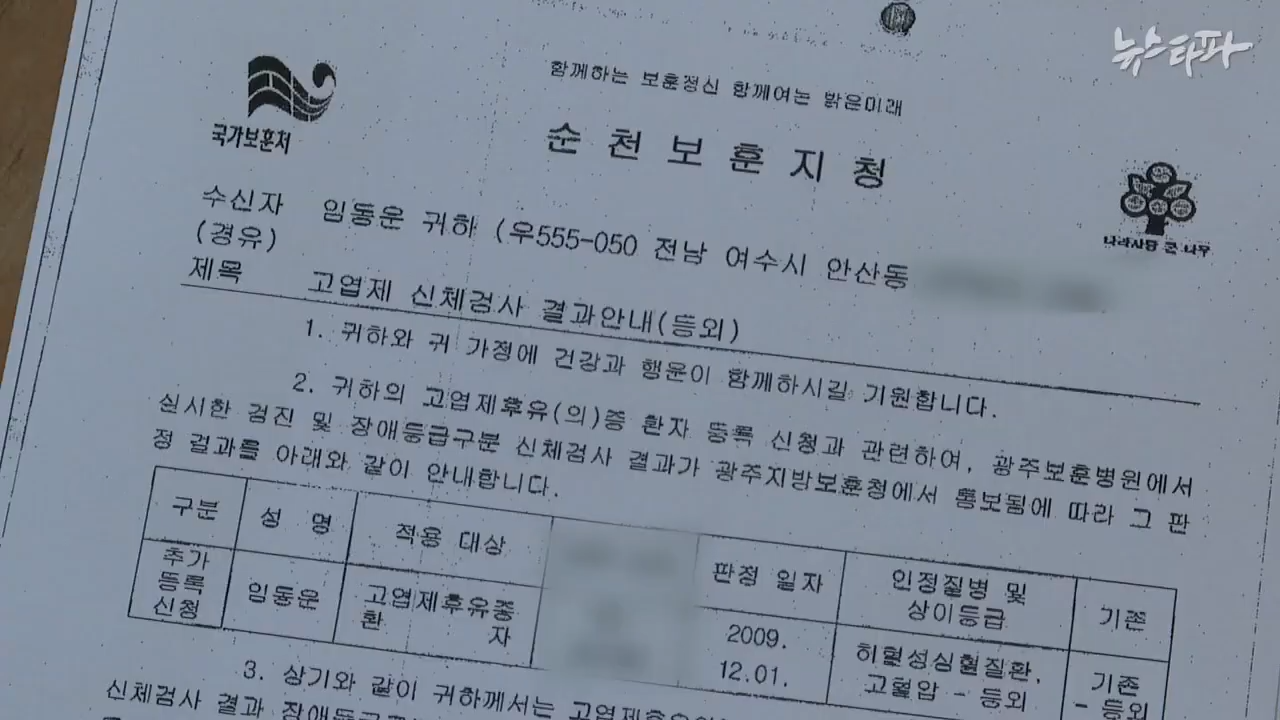 뉴스타파
함께하는 보훈정신 함께여는 밝은미래
국가보훈처
순천보훈지청
나라사랑 큰 나무
수신자 임동운 귀하 (우555-050 전남 여수시 안산동
(경유)
제목 고엽제 신체검사 결과안내(등외)
1. 귀하와 귀 가정에 건강과 행운이 함께하시길 기원합니다.
2. 귀하의 고엽제후유(의)증 환자 등록 신청과 관련하여, 광주보훈병원에서
실시한 검진 및 장애등급구분 신체검사 결과가 광주지방보훈청에서 통보됨에 따라 그 판
정 결과를 아래와 같이 안내합니다.
구분 성 명 적용 대상 판정 일자 인정질병 및 상이등급 기존
추가 등록 신청 임동운 고엽제후유증 환 자 2009. 12.01. 허혈성심혈질환, 고혈압 - 등외 기존 - 등외
3. 상기와 같이 귀하께서는
신체검사 결과